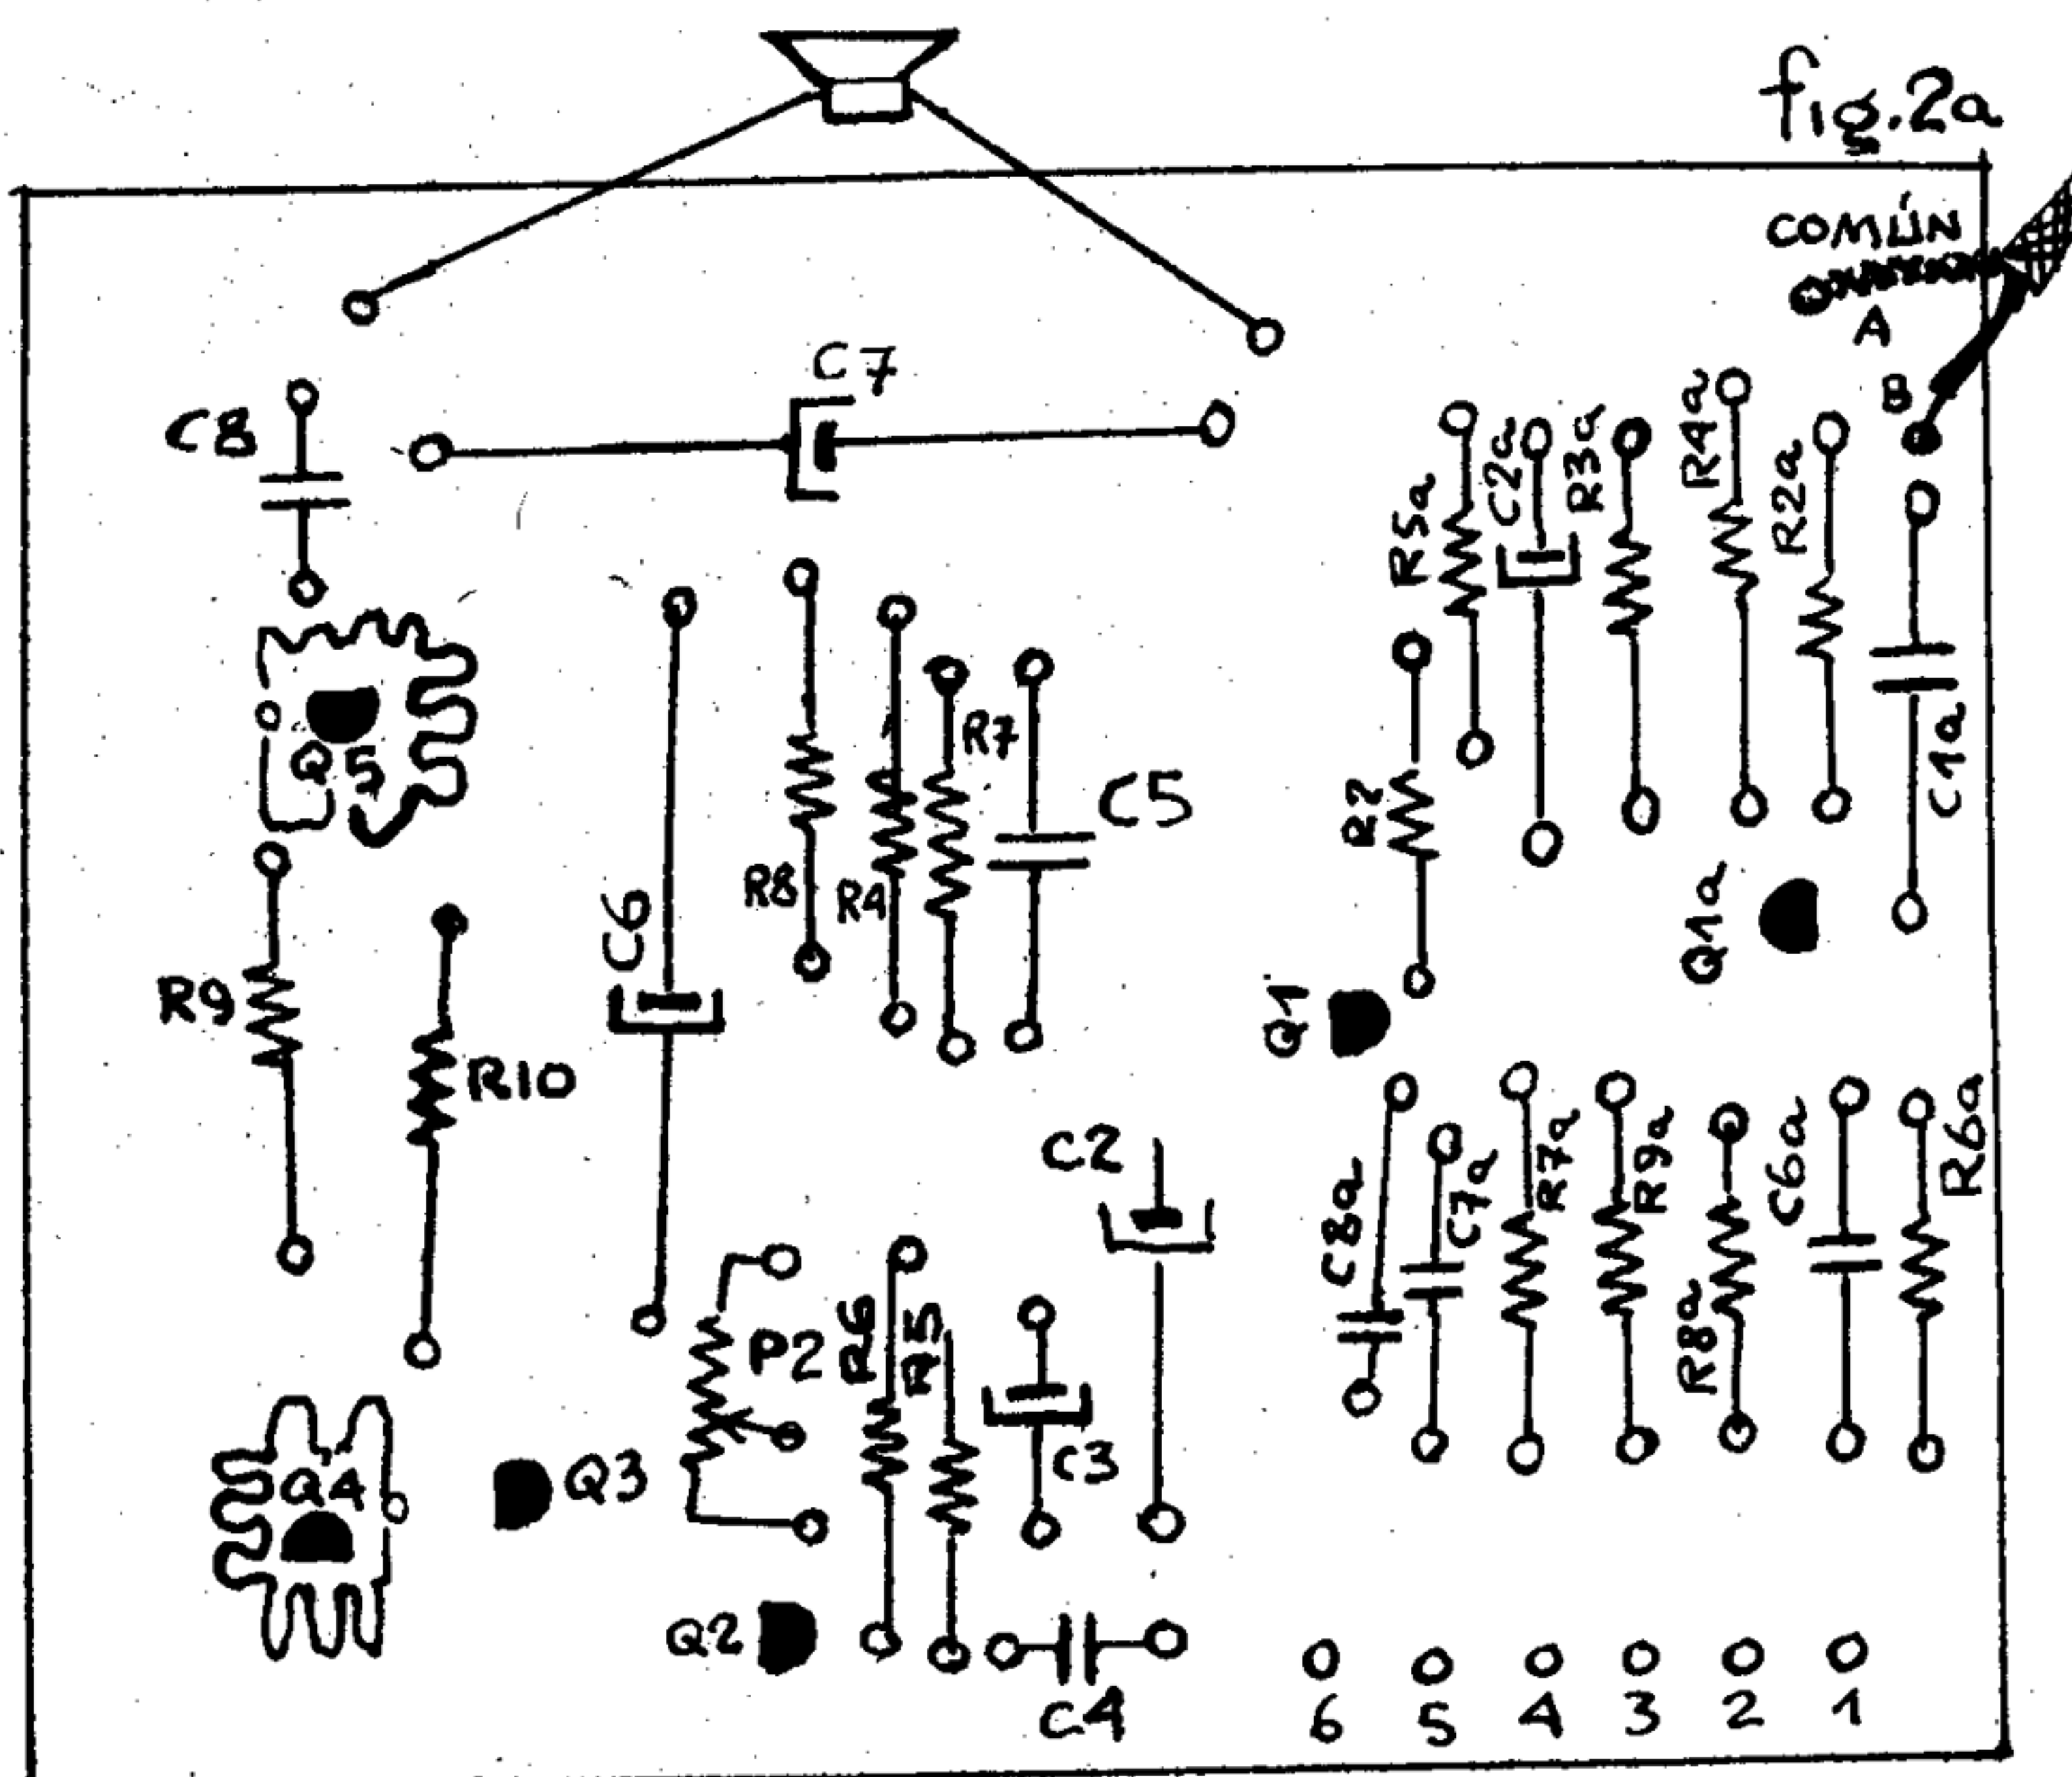 fig.2a
COMÚN
A
B
C7
C8
R5a
C2a
R3a
R4a
R2a
C1a
Q5
R7
C5
R2
R8
R4
C6
Q1a
R9
Q1
R10
C2
C8a
C7a
R7a
R9a
R8a
C6a
R6a
P2
R6
R5
C3
Q4
Q3
Q2
C4
6 5 4 3 2 1